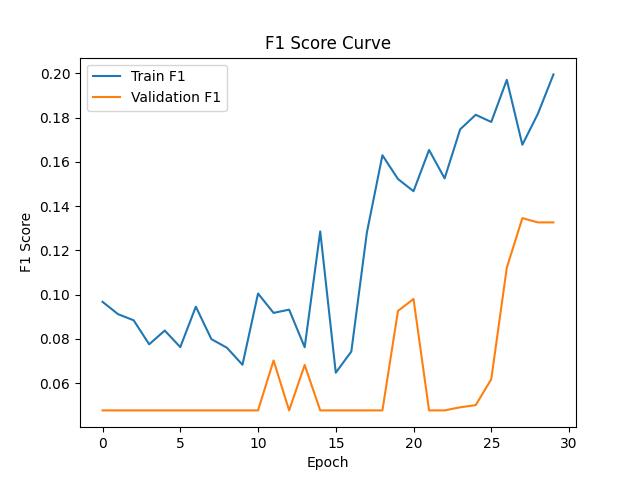 F1 Score Curve
Train F1
Validation F1
F1 Score
0.20
0.18
0.16
0.14
0.12
0.10
0.08
0.06
0 5 10 15 20 25 30
Epoch